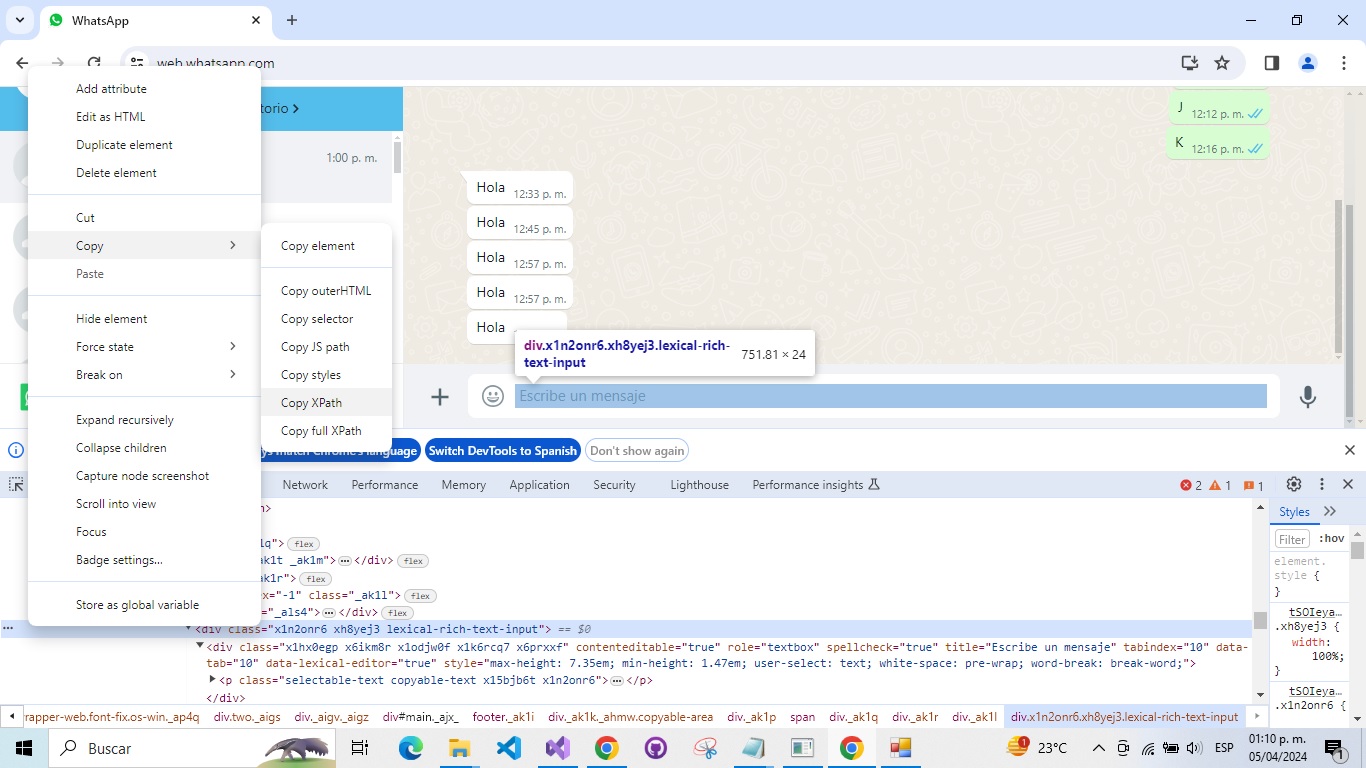 WhatsApp
web.whatsapp.com
Add attribute
Edit as HTML
Duplicate element
Delete element
Cut
Copy
Paste
Hide element
Force state
Break on
Expand recursively
Collapse children
Capture node screenshot
Scroll into view
Focus
Badge settings...
Store as global variable
Copy element
Copy outerHTML
Copy selector
Copy JS path
Copy styles
Copy XPath
Copy full XPath
torio
1:00 p. m.
J 12:12 p. m.
K 12:16 p. m.
Hola 12:33 p. m.
Hola 12:45 p. m.
Hola 12:57 p. m.
Hola 12:57 p. m.
Hola
div.x1n2onr6.xh8yej3.lexical-rich-
text-input
751.81 × 24
Escribe un mensaje
ys match Chrome's language Switch DevTools to Spanish Don't show again
Network Performance Memory Application Security Lighthouse Performance insights 2 1 1
n>
lq"> flex
ak1t _ak1m"> </div> flex
ak1r"> flex
ex="-1" class="_ak1l"> flex
"_als4"> </div> flex
<div class="x1n2onr6 xh8yej3 lexical-rich-text-input"> == $0
<div class="x1hx0egp x6ikm8r x1odjw0f x1k6rcq7 x6prxxf" contenteditable="true" role="textbox" spellcheck="true" title="Escribe un mensaje" tabindex="10" data-
tab="10" data-lexical-editor="true" style="max-height: 7.35em; min-height: 1.47em; user-select: text; white-space: pre-wrap; word-break: break-word;">
<p class="selectable-text copyable-text x15bjb6t x1n2onr6"> </p>
</div>
Styles
Filter :hov
element.
style {
}
tSOIeya…
.xh8yej3 {
width:
100%;
}
tSOIeya…
.x1n2onr6 {
rapper-web.font-fix.os-win._ap4q div.two._aigs div._aigv._aigz div#main._ajx_ footer._ak1i div._ak1k._ahmw.copyable-area div._ak1p span div._ak1q div._ak1r div._ak1l div.x1n2onr6.xh8yej3.lexical-rich-text-input
Buscar
1
23°C
ESP
01:10 p. m.
05/04/2024
1